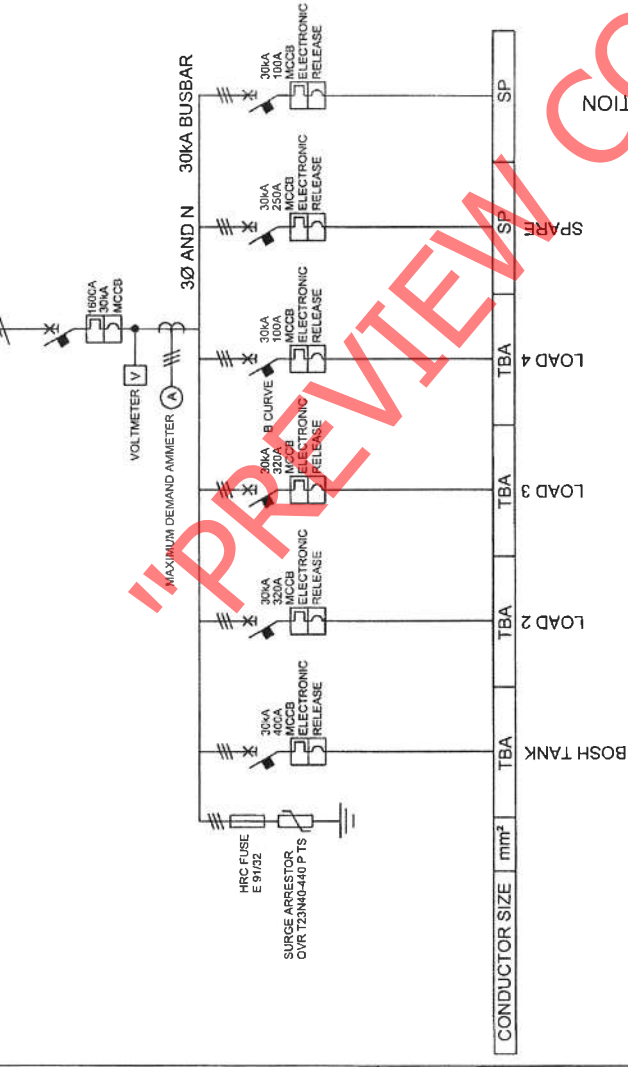 1600A
30kA
MCCB
VOLTMETER V
MAXIMUM DEMAND AMMETER A
3Ø AND N 30kA BUSBAR
HRC FUSE
E 91/32
SURGE ARRESTOR
OVR T23N40-440 P TS
30kA
400A
MCCB
ELECTRONIC
RELEASE
30kA
320A
MCCB
ELECTRONIC
RELEASE
30kA B CURVE
320A
MCCB
ELECTRONIC
RELEASE
30kA
100A
MCCB
ELECTRONIC
RELEASE
30kA
250A
MCCB
ELECTRONIC
RELEASE
30kA
100A
MCCB
ELECTRONIC
RELEASE
CONDUCTOR SIZE mm² TBA TBA TBA TBA SP SP
BOSH TANK
LOAD 2
LOAD 3
LOAD 4
SPARE
"PREVIEW